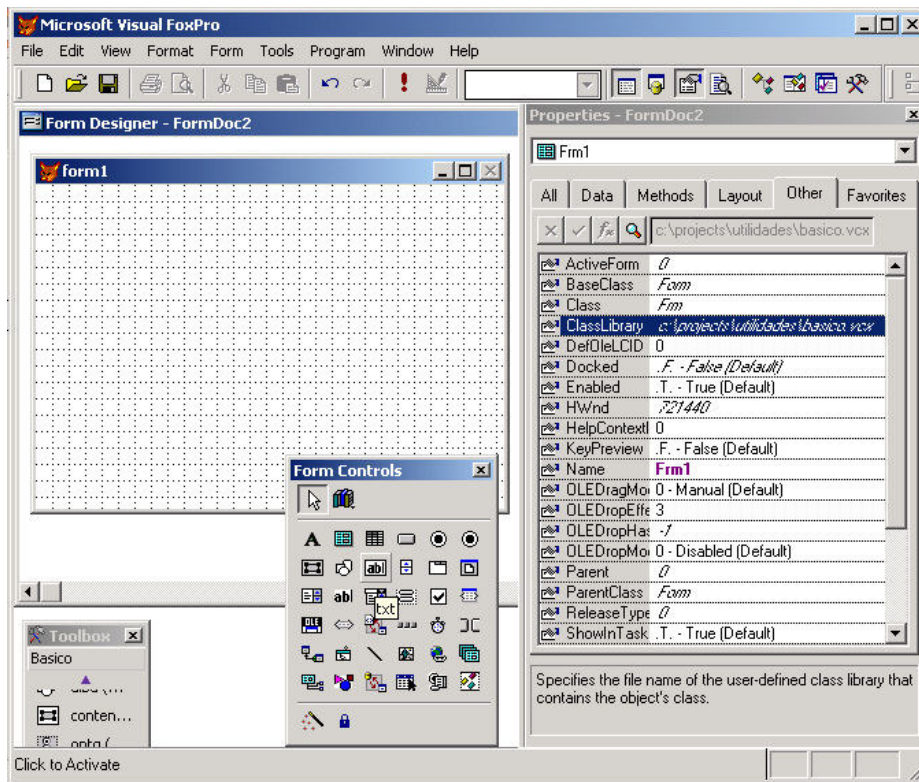 Microsoft Visual FoxPro
File Edit View Format Form Tools Program Window Help
Form Designer - FormDoc2
form1
Properties - FormDoc2
Frm1
All Data Methods Layout Other Favorites
c:\projects\utilidades\basico.vcx
ActiveForm 0
BaseClass Form
Class Frm
ClassLibrary c:\projects\utilidades\basico.vcx
DefOleLCID 0
Docked .F. - False (Default)
Enabled .T. - True (Default)
HWnd 721440
HelpContextI 0
KeyPreview .F. - False (Default)
Name Frm1
OLEDragMo 0 - Manual (Default)
OLEDropEffe 3
OLEDropHas -1
OLEDropMo 0 - Disabled (Default)
Parent 0
ParentClass Form
ReleaseType 0
ShowInTask .T. - True (Default)
Specifies the file name of the user-defined class library that
contains the object's class.
Form Controls
A
abl
abl
txt
OLE
Toolbox
Basico
conten...
Click to Activate